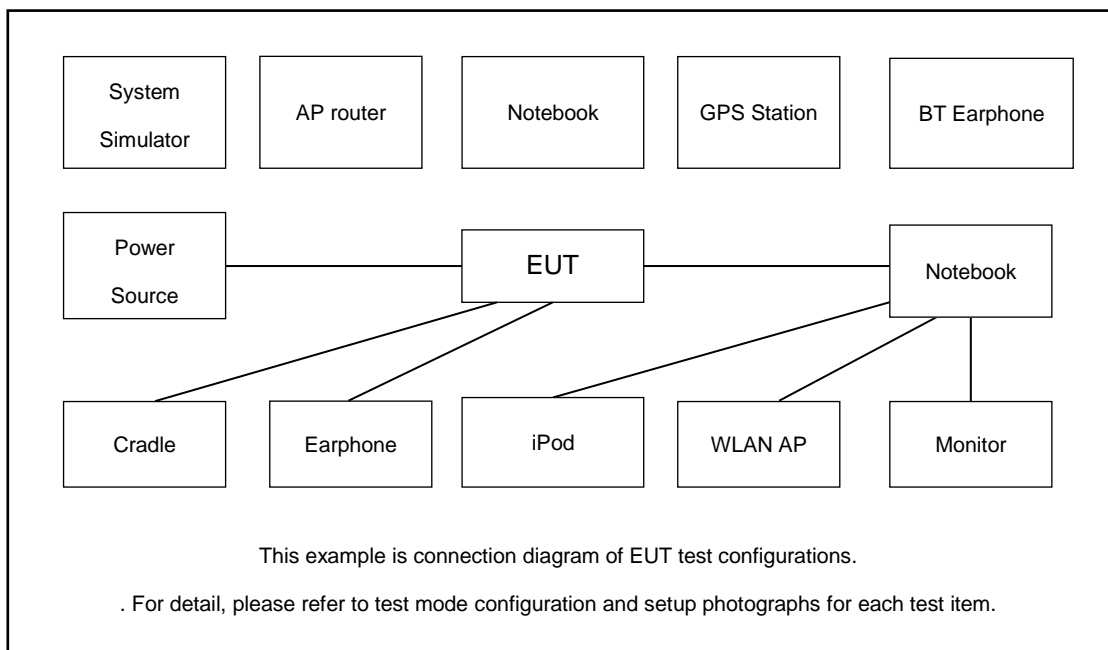 System
Simulator
AP router
Notebook
GPS Station
BT Earphone
Power
Source
EUT
Notebook
Cradle
Earphone
iPod
WLAN AP
Monitor
This example is connection diagram of EUT test configurations.
. For detail, please refer to test mode configuration and setup photographs for each test item.